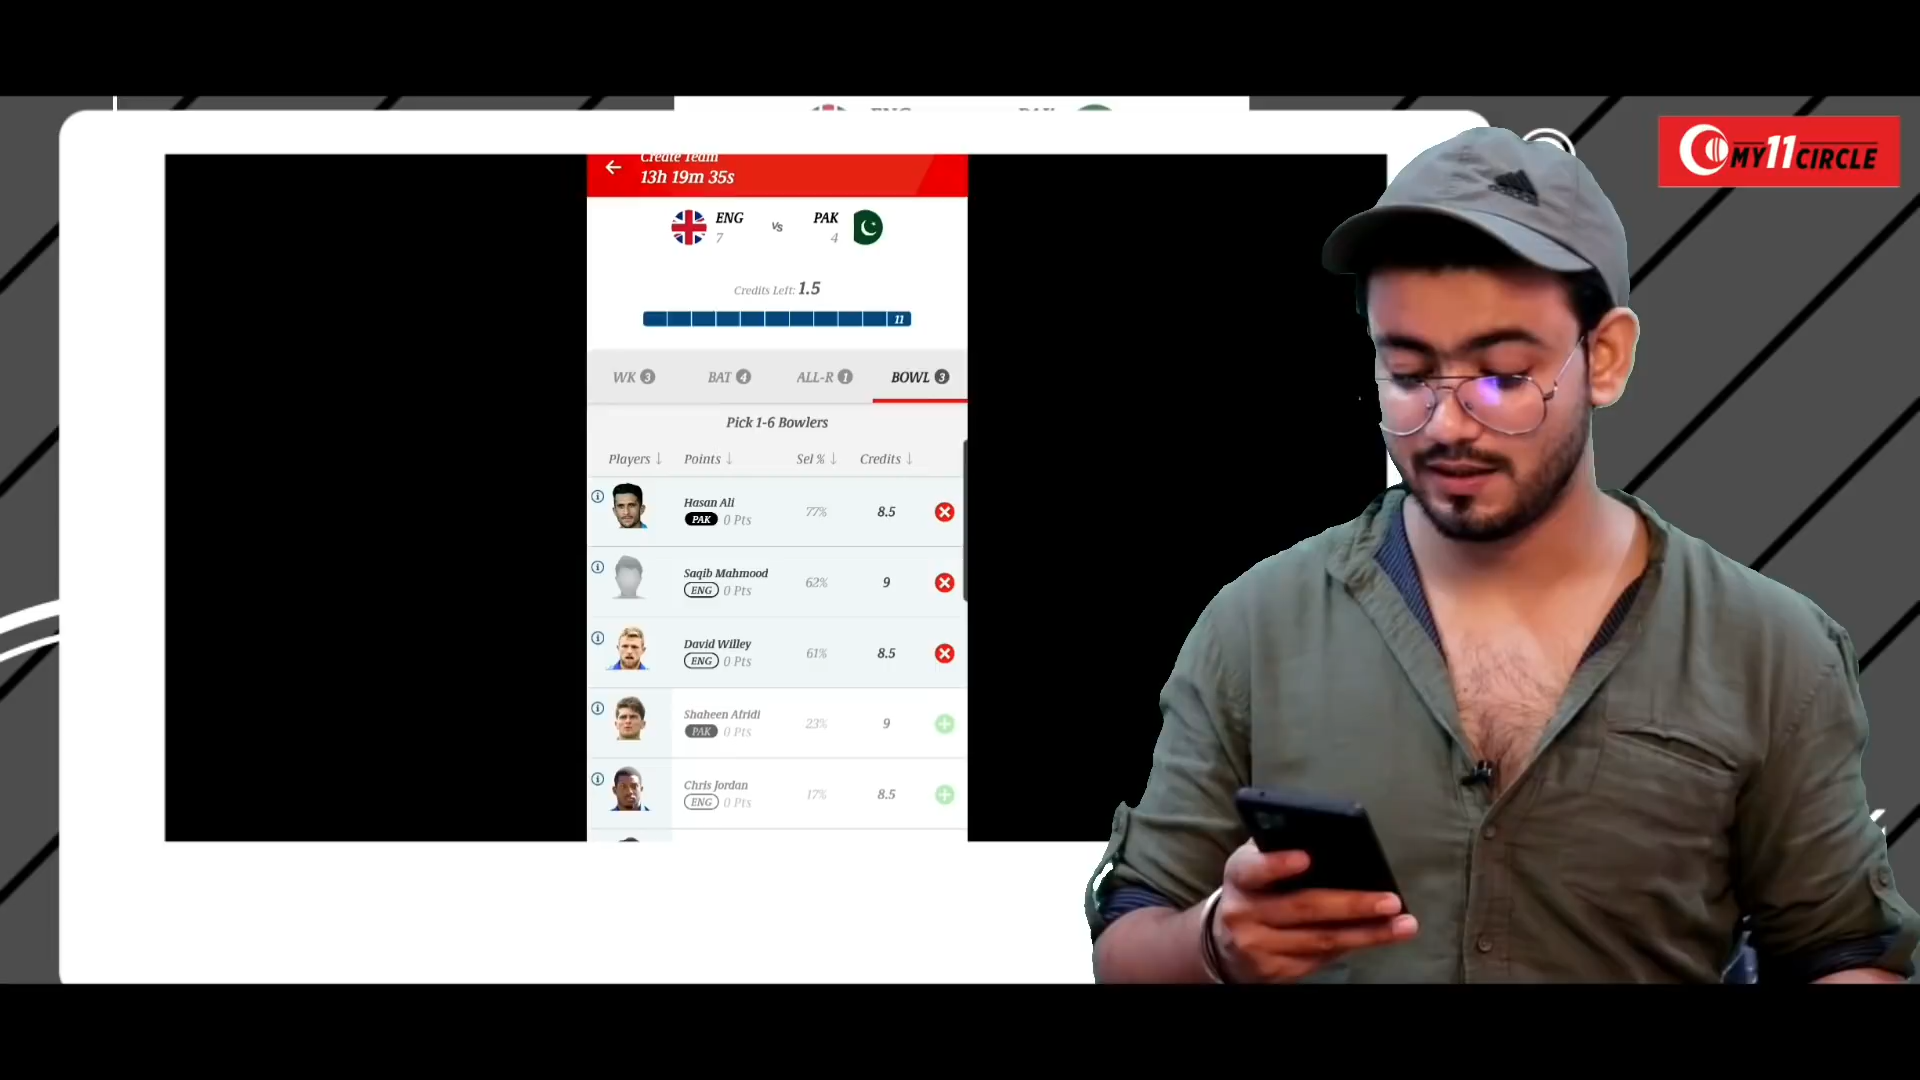 MY11CIRCLE
Create Team
13h 19m 35s
ENG vs PAK
7 4
Credits Left: 1.5
11
WK 3 BAT 4 ALL-R 1 BOWL 3
Pick 1-6 Bowlers
Players ↓ Points ↓ Sel % ↓ Credits ↓
Hasan Ali
PAK 0 Pts 77% 8.5
Saqib Mahmood
ENG 0 Pts 62% 9
David Willey
ENG 0 Pts 61% 8.5
Shaheen Afridi
PAK 0 Pts 23% 9
Chris Jordan
ENG 0 Pts 17% 8.5